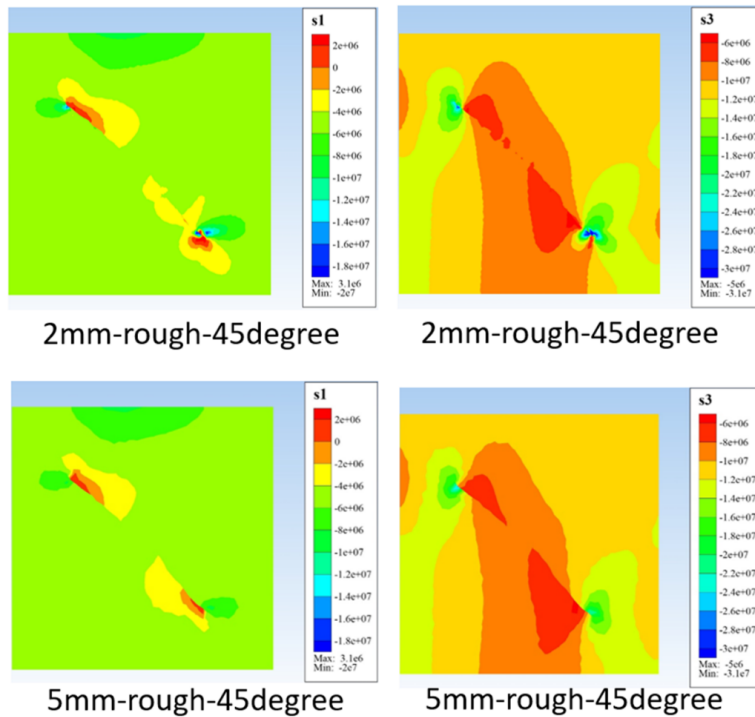 s1
2e+06
0
-2e+06
-4e+06
-6e+06
-8e+06
-1e+07
-1.2e+07
-1.4e+07
-1.6e+07
-1.8e+07
Max: 3.1e6
Min: -2e7
s3
-6e+06
-8e+06
-1e+07
-1.2e+07
-1.4e+07
-1.6e+07
-1.8e+07
-2e+07
-2.2e+07
-2.4e+07
-2.6e+07
-2.8e+07
-3e+07
Max: -5e6
Min: -3.1e7
2mm-rough-45degree
2mm-rough-45degree
s1
2e+06
0
-2e+06
-4e+06
-6e+06
-8e+06
-1e+07
-1.2e+07
-1.4e+07
-1.6e+07
-1.8e+07
Max: 3.1e6
Min: -2e7
s3
-6e+06
-8e+06
-1e+07
-1.2e+07
-1.4e+07
-1.6e+07
-1.8e+07
-2e+07
-2.2e+07
-2.4e+07
-2.6e+07
-2.8e+07
-3e+07
Max: -5e6
Min: -3.1e7
5mm-rough-45degree
5mm-rough-45degree